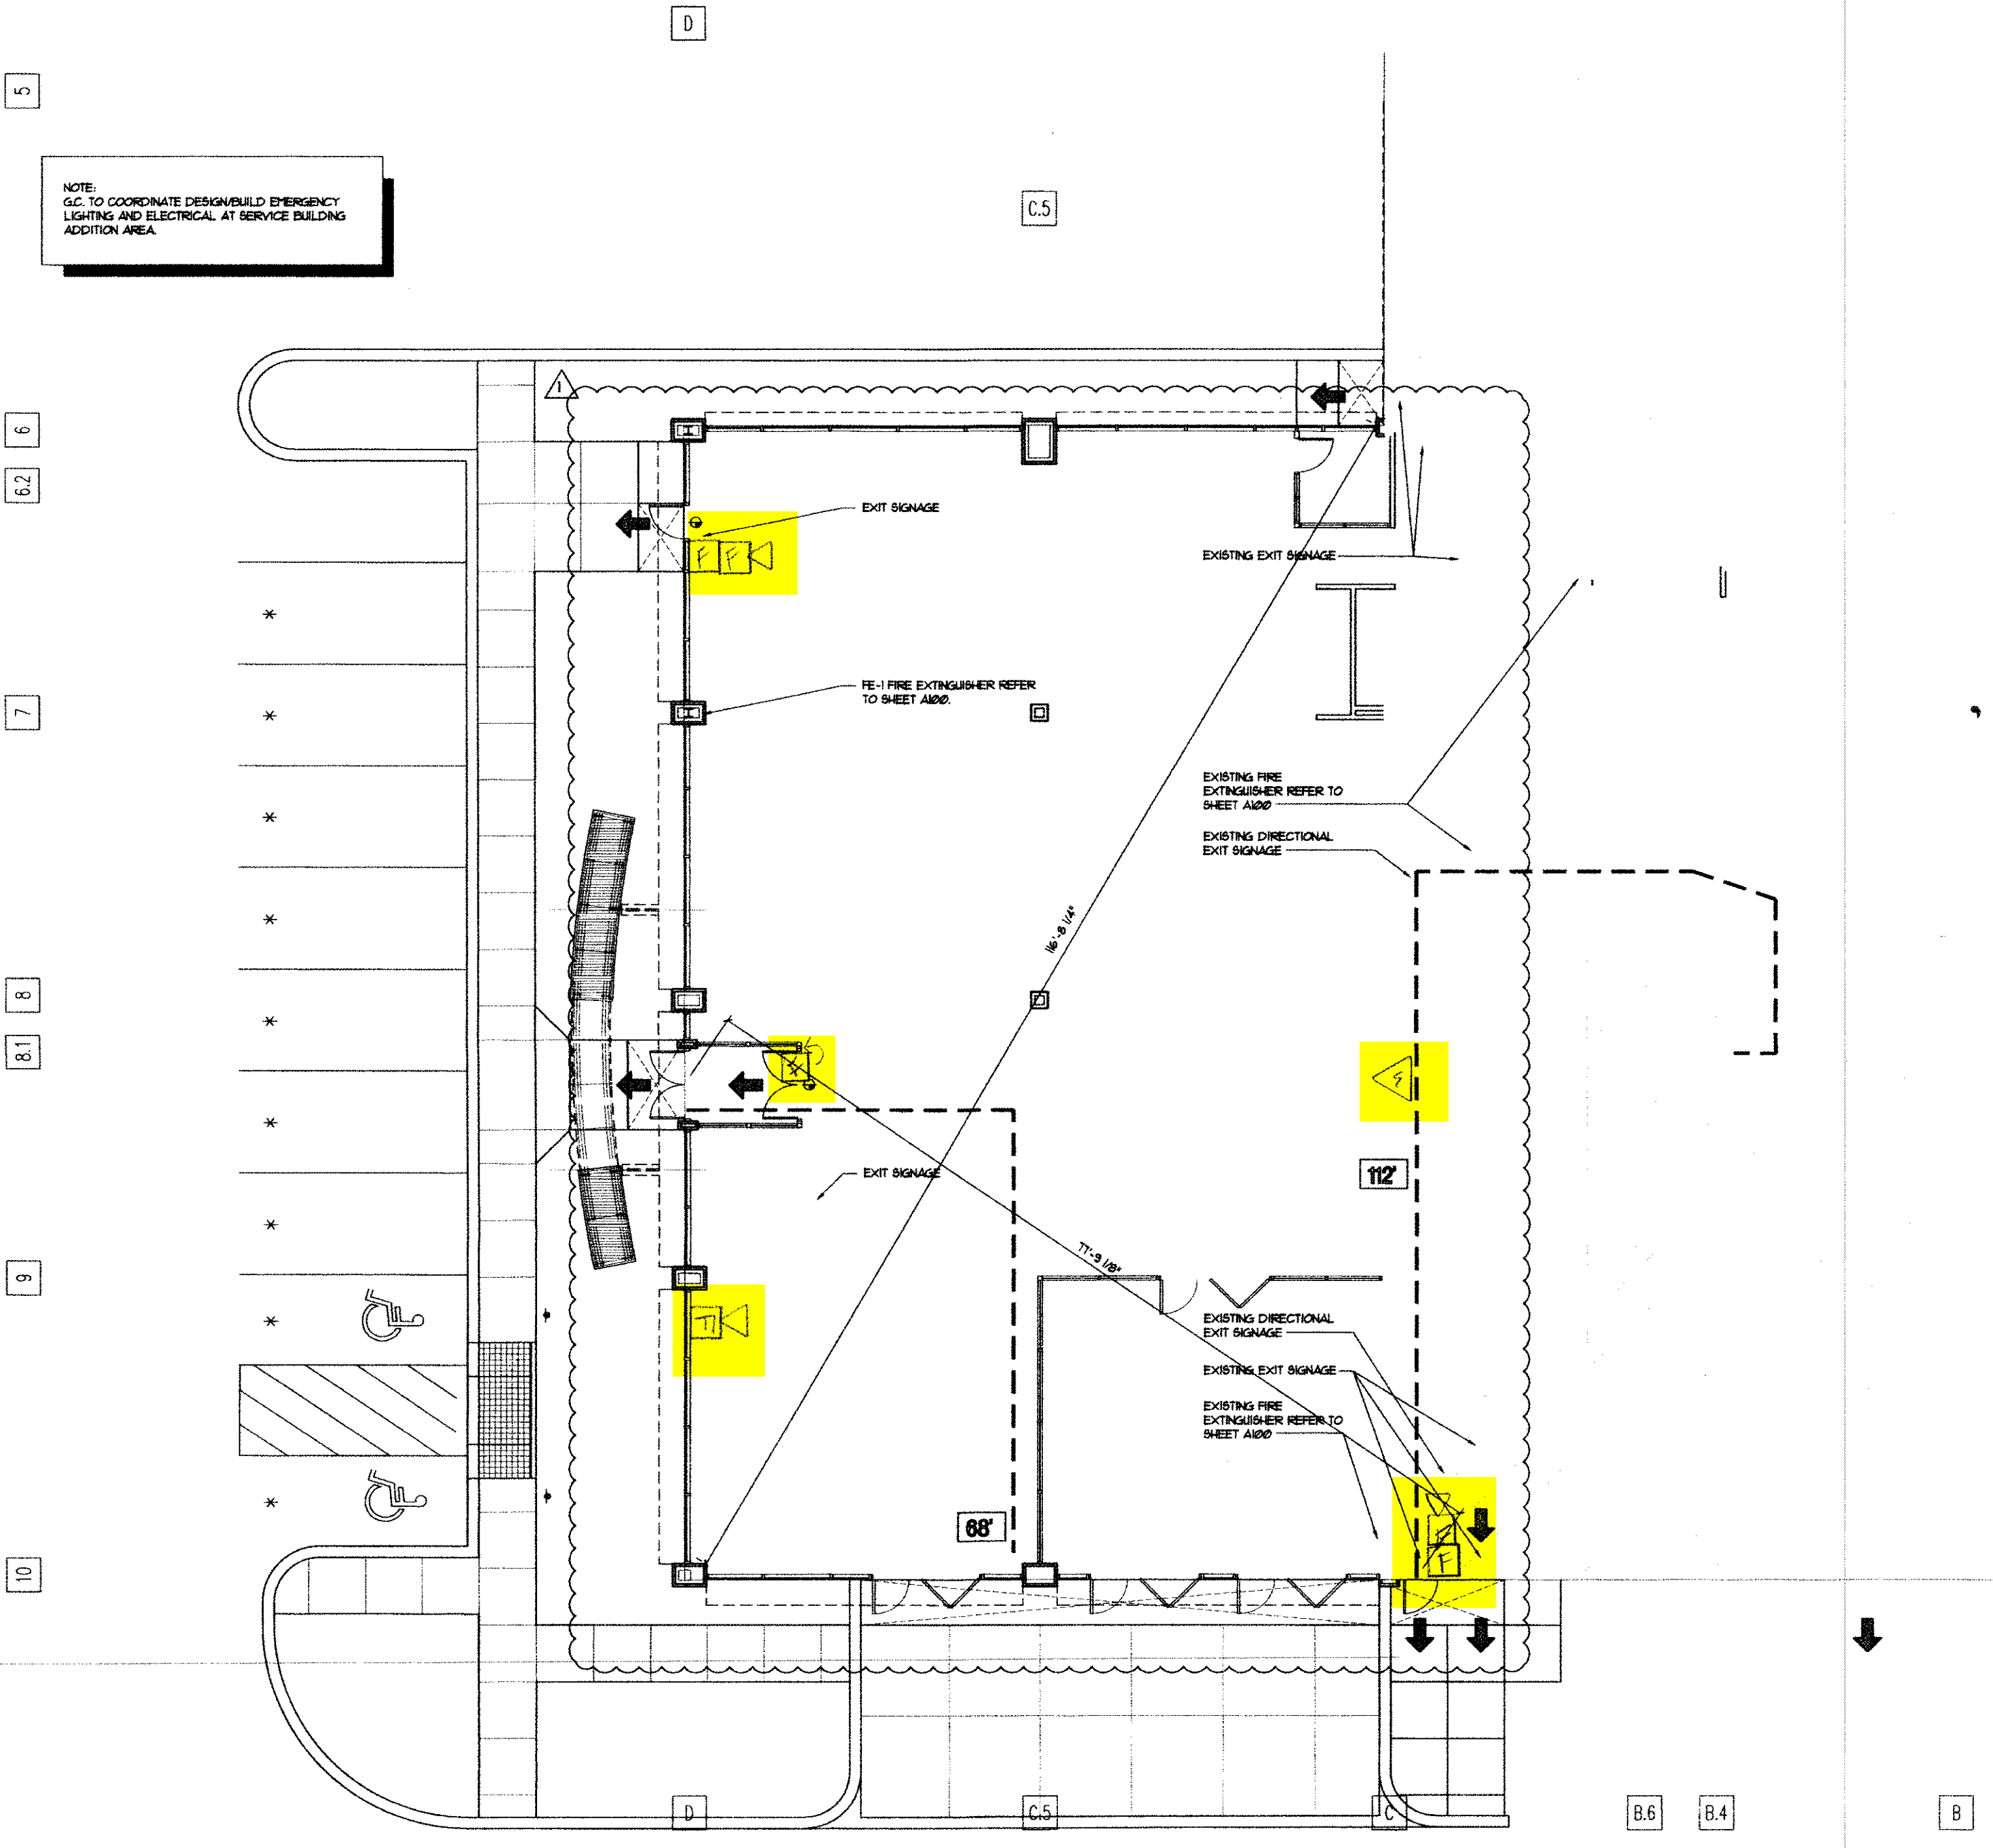 D
5
NOTE:
G.C. TO COORDINATE DESIGN/BUILD EMERGENCY
LIGHTING AND ELECTRICAL AT SERVICE BUILDING
ADDITION AREA.
C.5
1
6
6.2
EXIT SIGNAGE
F F
EXISTING EXIT SIGNAGE
7
FE-1 FIRE EXTINGUISHER REFER
TO SHEET A100.
EXISTING FIRE
EXTINGUISHER REFER TO
SHEET A100
EXISTING DIRECTIONAL
EXIT SIGNAGE
116'-8 1/4"
8
8.1
112'
EXIT SIGNAGE
77'-9 1/8"
9
F
EXISTING DIRECTIONAL
EXIT SIGNAGE
EXISTING EXIT SIGNAGE
EXISTING FIRE
EXTINGUISHER REFER TO
SHEET A100
68'
F
F
10
D
C.5
C
B.6
B.4
B